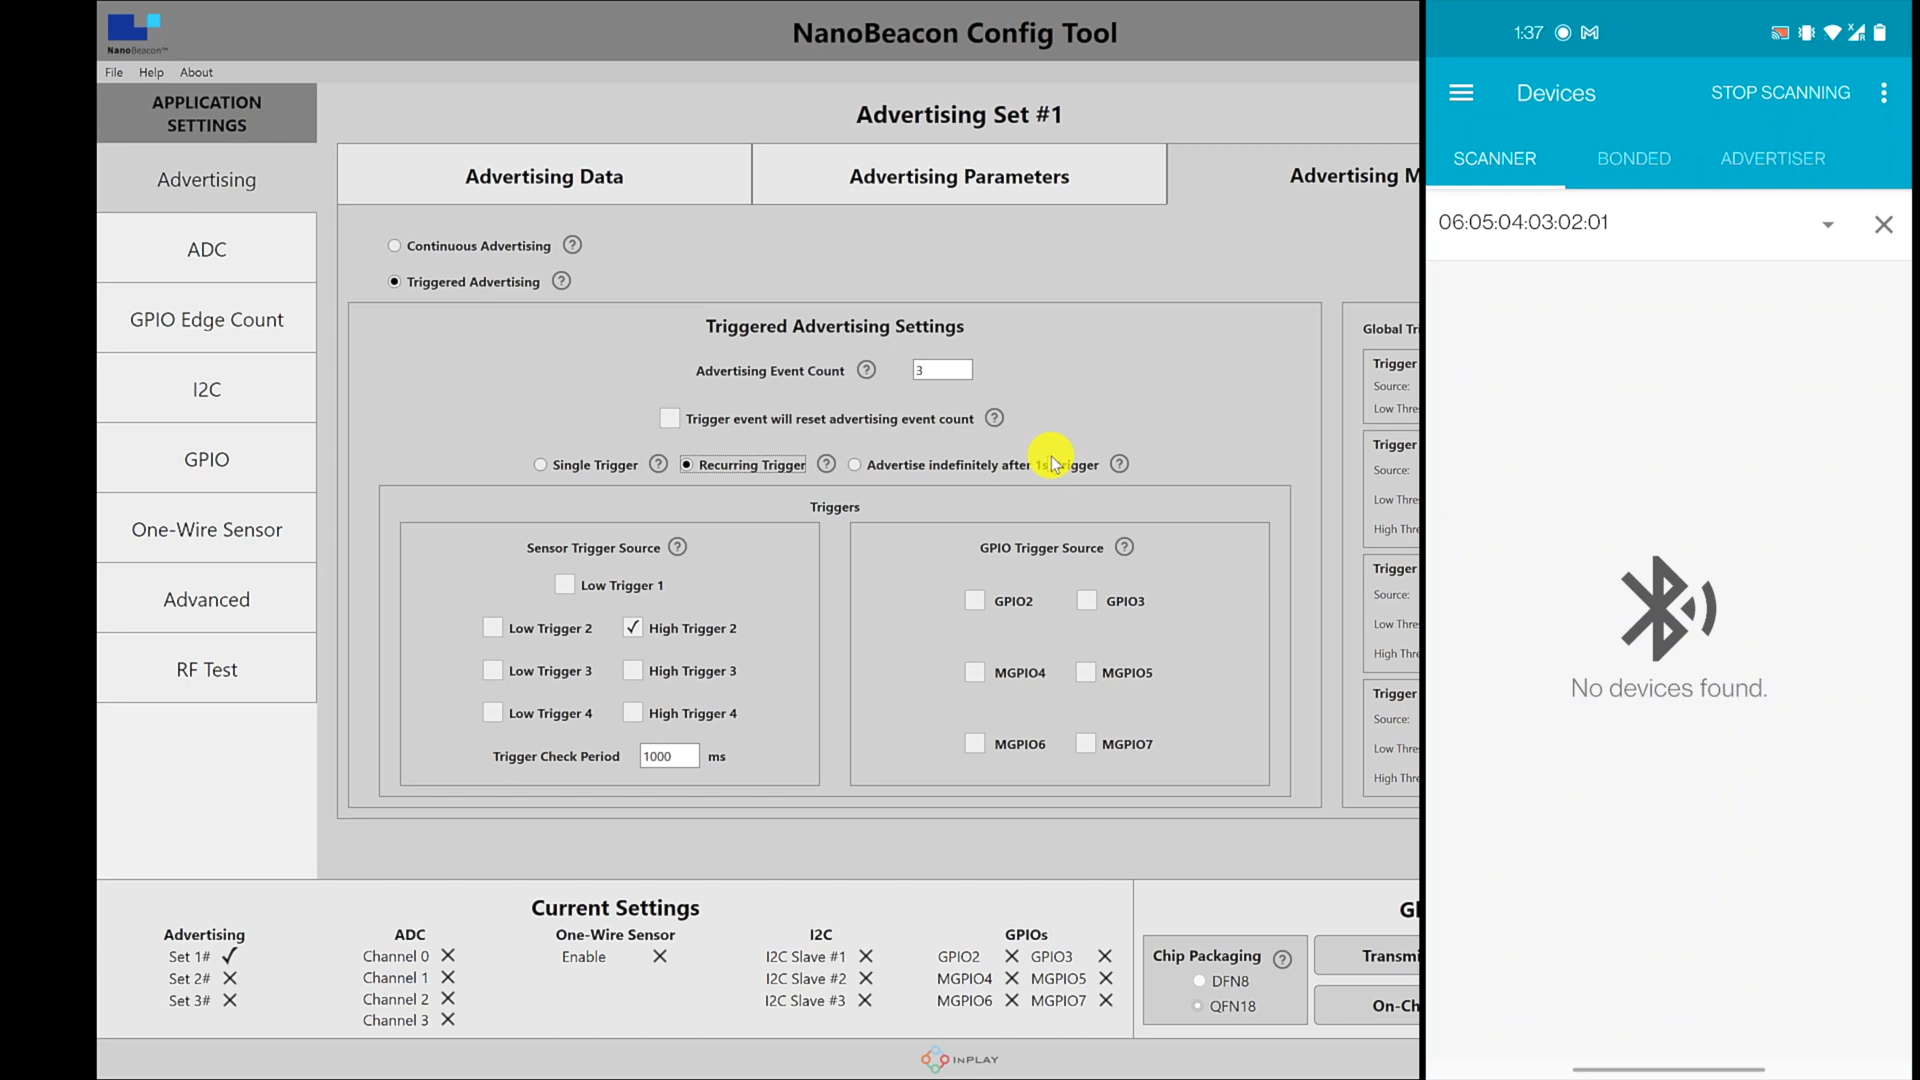 NanoBeacon Config Tool
NanoBeacon™
File Help About
APPLICATION
SETTINGS
Advertising
ADC
GPIO Edge Count
I2C
GPIO
One-Wire Sensor
Advanced
RF Test
Advertising Set #1
Advertising Data
Advertising Parameters
Advertising M
Continuous Advertising ?
Triggered Advertising ?
Triggered Advertising Settings
Advertising Event Count ? 3
Trigger event will reset advertising event count ?
Single Trigger ? Recurring Trigger ? Advertise indefinitely after 1st Trigger ?
Triggers
Sensor Trigger Source ?
Low Trigger 1
Low Trigger 2 High Trigger 2
Low Trigger 3 High Trigger 3
Low Trigger 4 High Trigger 4
Trigger Check Period 1000 ms
GPIO Trigger Source ?
GPIO2 GPIO3
MGPIO4 MGPIO5
MGPIO6 MGPIO7
Global Tri
Trigger
Source:
Low Thre
Trigger
Source:
Low Thre
High Thre
Trigger
Source:
Low Thre
High Thre
Trigger
Source:
Low Thre
High Thre
Current Settings
Advertising
Set 1#
Set 2#
Set 3#
ADC
Channel 0
Channel 1
Channel 2
Channel 3
One-Wire Sensor
Enable
I2C
I2C Slave #1
I2C Slave #2
I2C Slave #3
GPIOs
GPIO2 GPIO3
MGPIO4 MGPIO5
MGPIO6 MGPIO7
Gl
Chip Packaging ?
DFN8
QFN18
Transmi
On-Ch
INPLAY
1:37
Devices
STOP SCANNING
SCANNER BONDED ADVERTISER
06:05:04:03:02:01
No devices found.